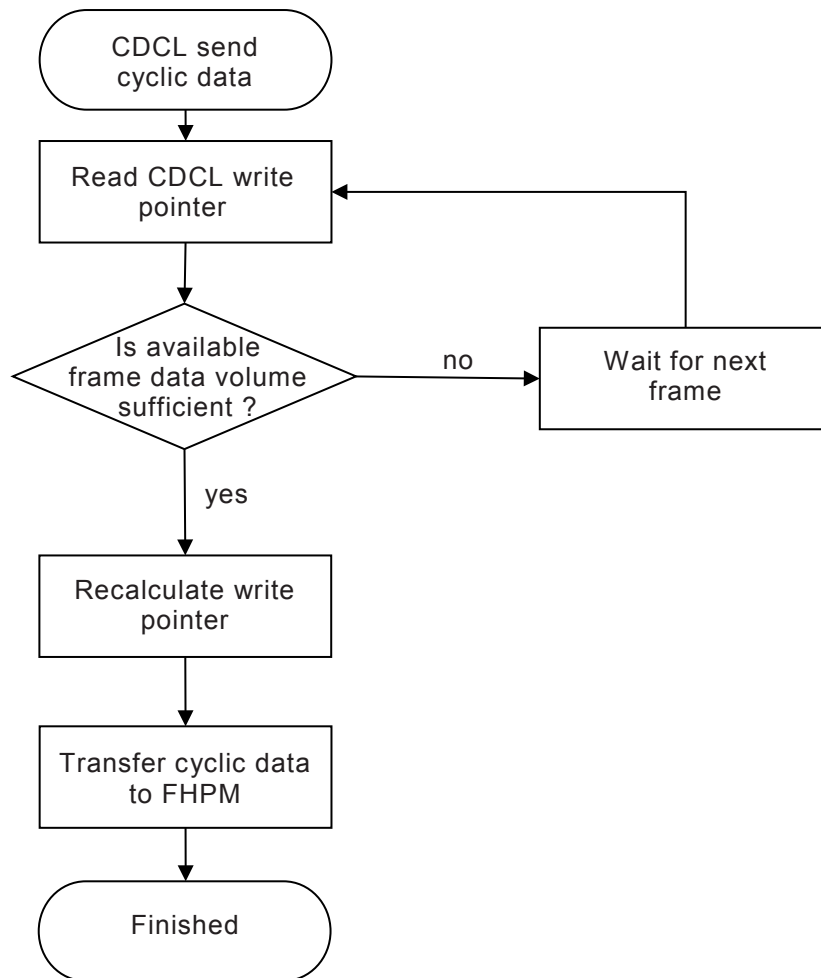 CDCL send
cyclic data
Read CDCL write
pointer
Is available
frame data volume
sufficient ?
no
Wait for next
frame
yes
Recalculate write
pointer
Transfer cyclic data
to FHPM
Finished